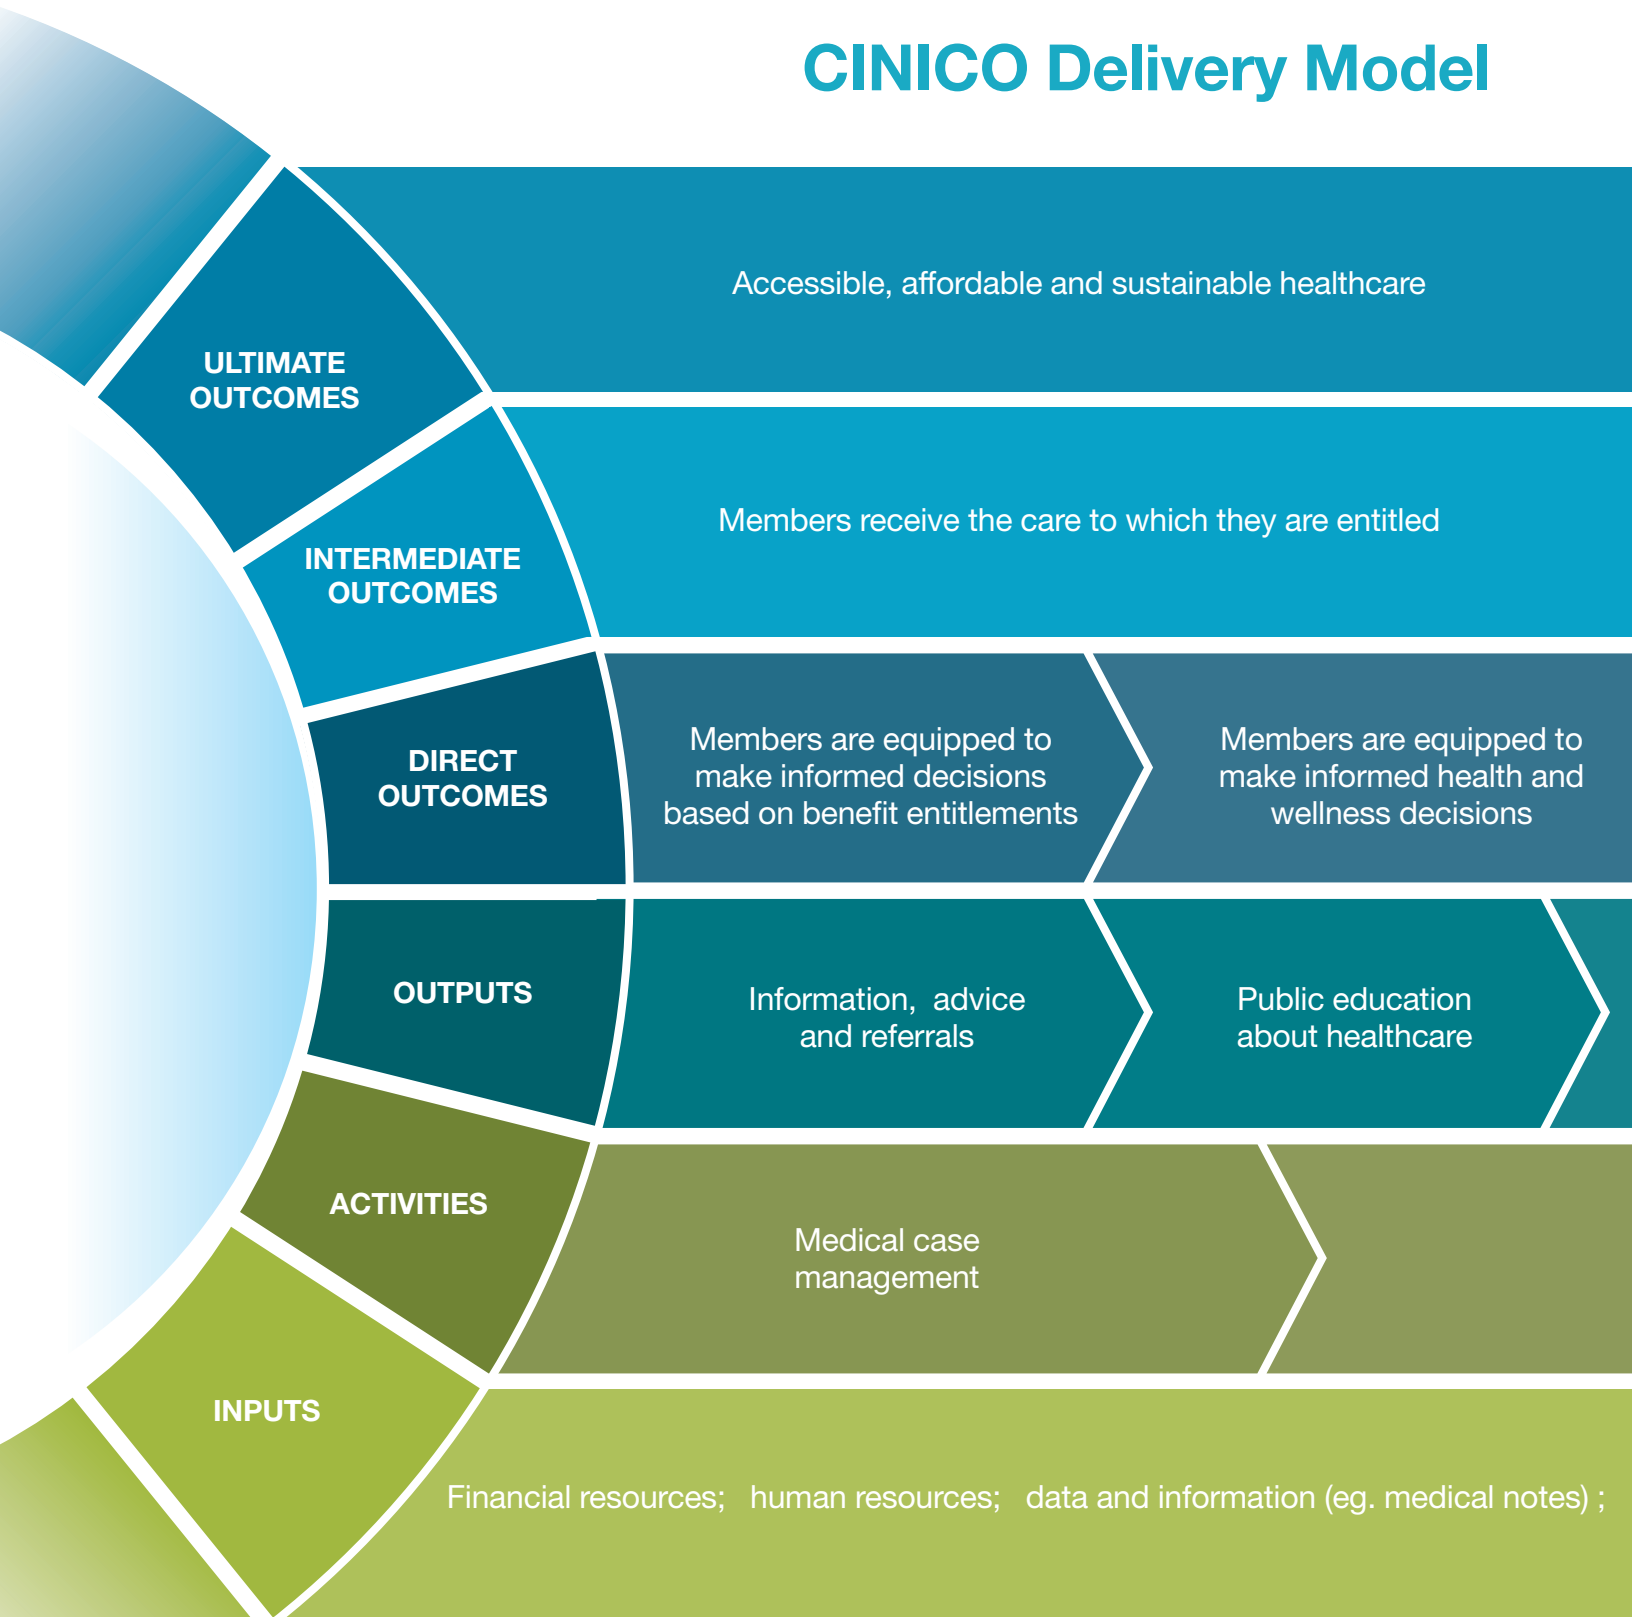 CINICO Delivery Model
ULTIMATE
OUTCOMES
Accessible, affordable and sustainable healthcare
INTERMEDIATE
OUTCOMES
Members receive the care to which they are entitled
DIRECT
OUTCOMES
Members are equipped to
make informed decisions
based on benefit entitlements
Members are equipped to
make informed health and
wellness decisions
OUTPUTS
Information,  advice
and referrals
Public education
about healthcare
ACTIVITIES
Medical case
management
INPUTS
Financial resources;   human resources;   data and information (eg. medical notes) ;